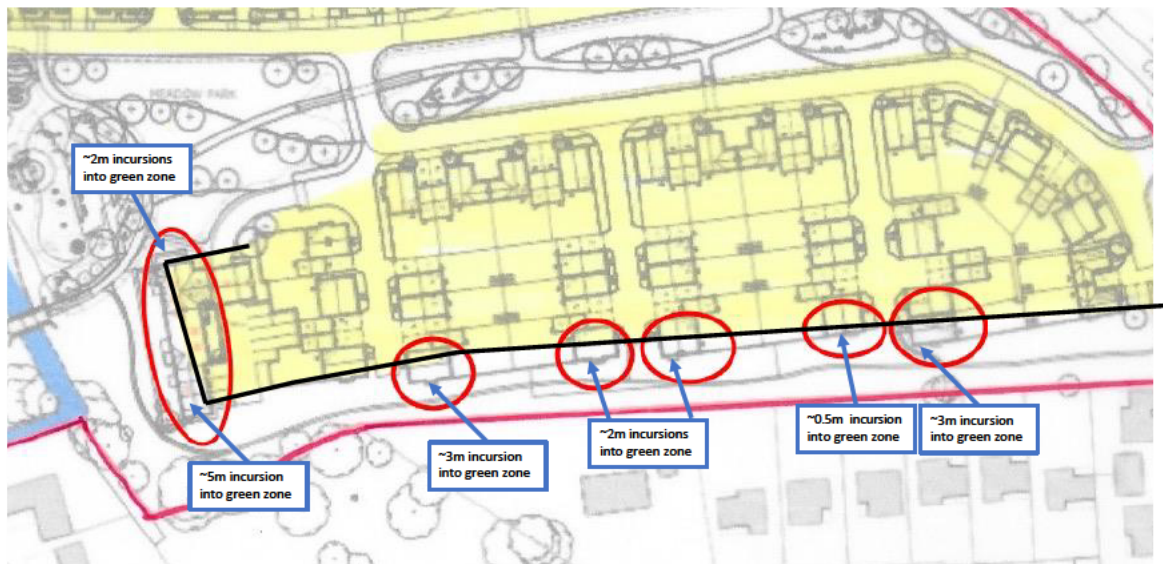 MEADOW PARK
~2m incursions
into green zone
~5m incursion
into green zone
~3m incursion
into green zone
~2m incursions
into green zone
~0.5m incursion
into green zone
~3m incursion
into green zone